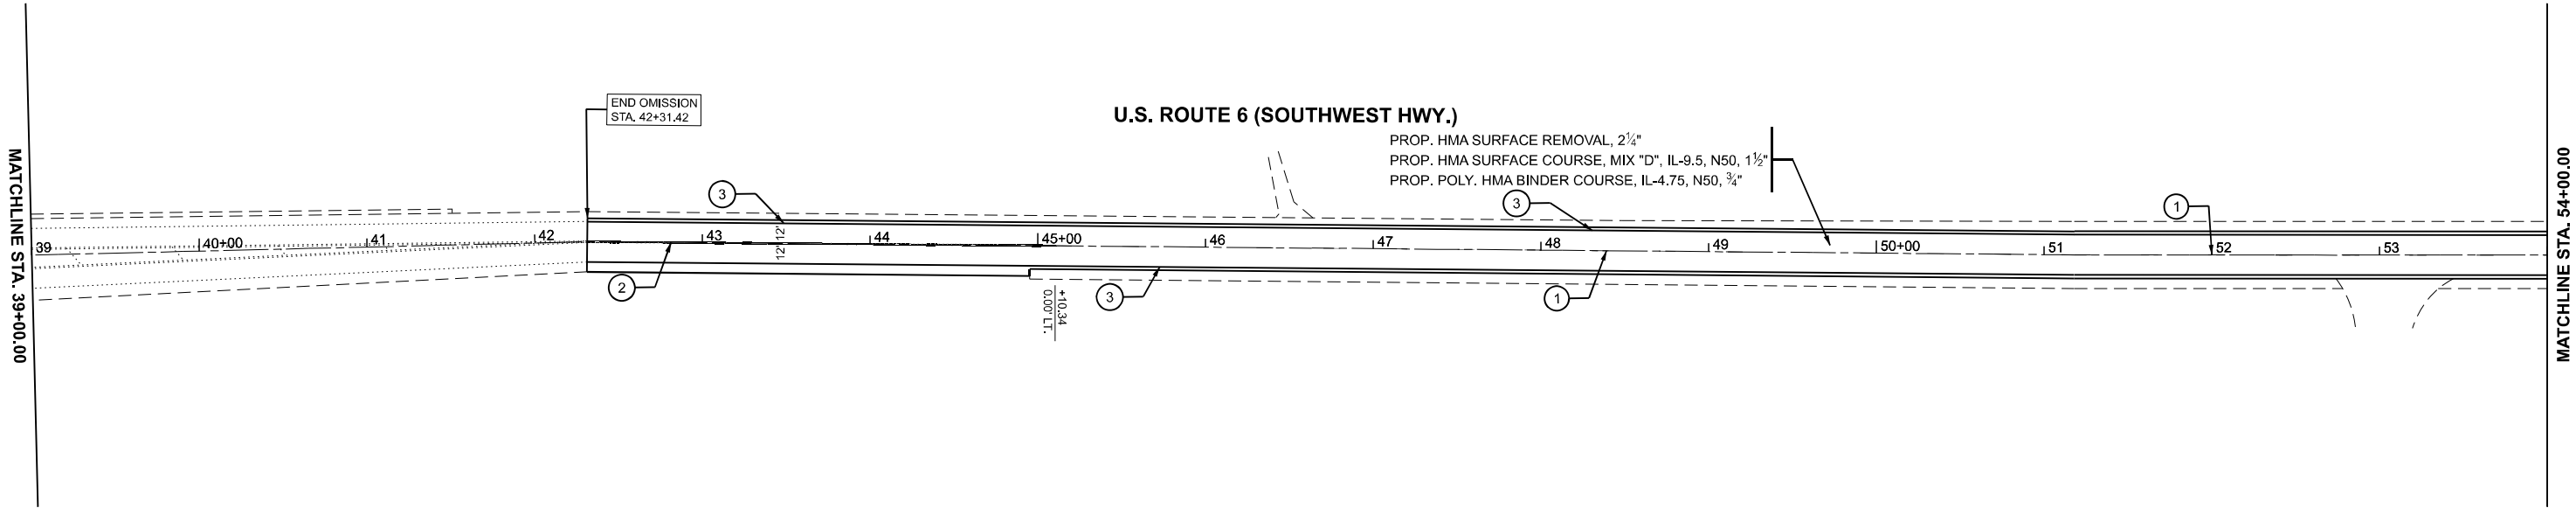 MATCHLINE STA. 39+00.00
END OMISSION
STA. 42+31.42
U.S. ROUTE 6 (SOUTHWEST HWY.)
PROP. HMA SURFACE REMOVAL, 2¼"
PROP. HMA SURFACE COURSE, MIX "D", IL-9.5, N50, 1½"
PROP. POLY. HMA BINDER COURSE, IL-4.75, N50, ¾"
3
3
1
39
40+00
41
42
43
44
45+00
46
47
48
49
50+00
51
52
53
12'
12'
2
3
1
+10.34
0.00' LT.
MATCHLINE STA. 54+00.00